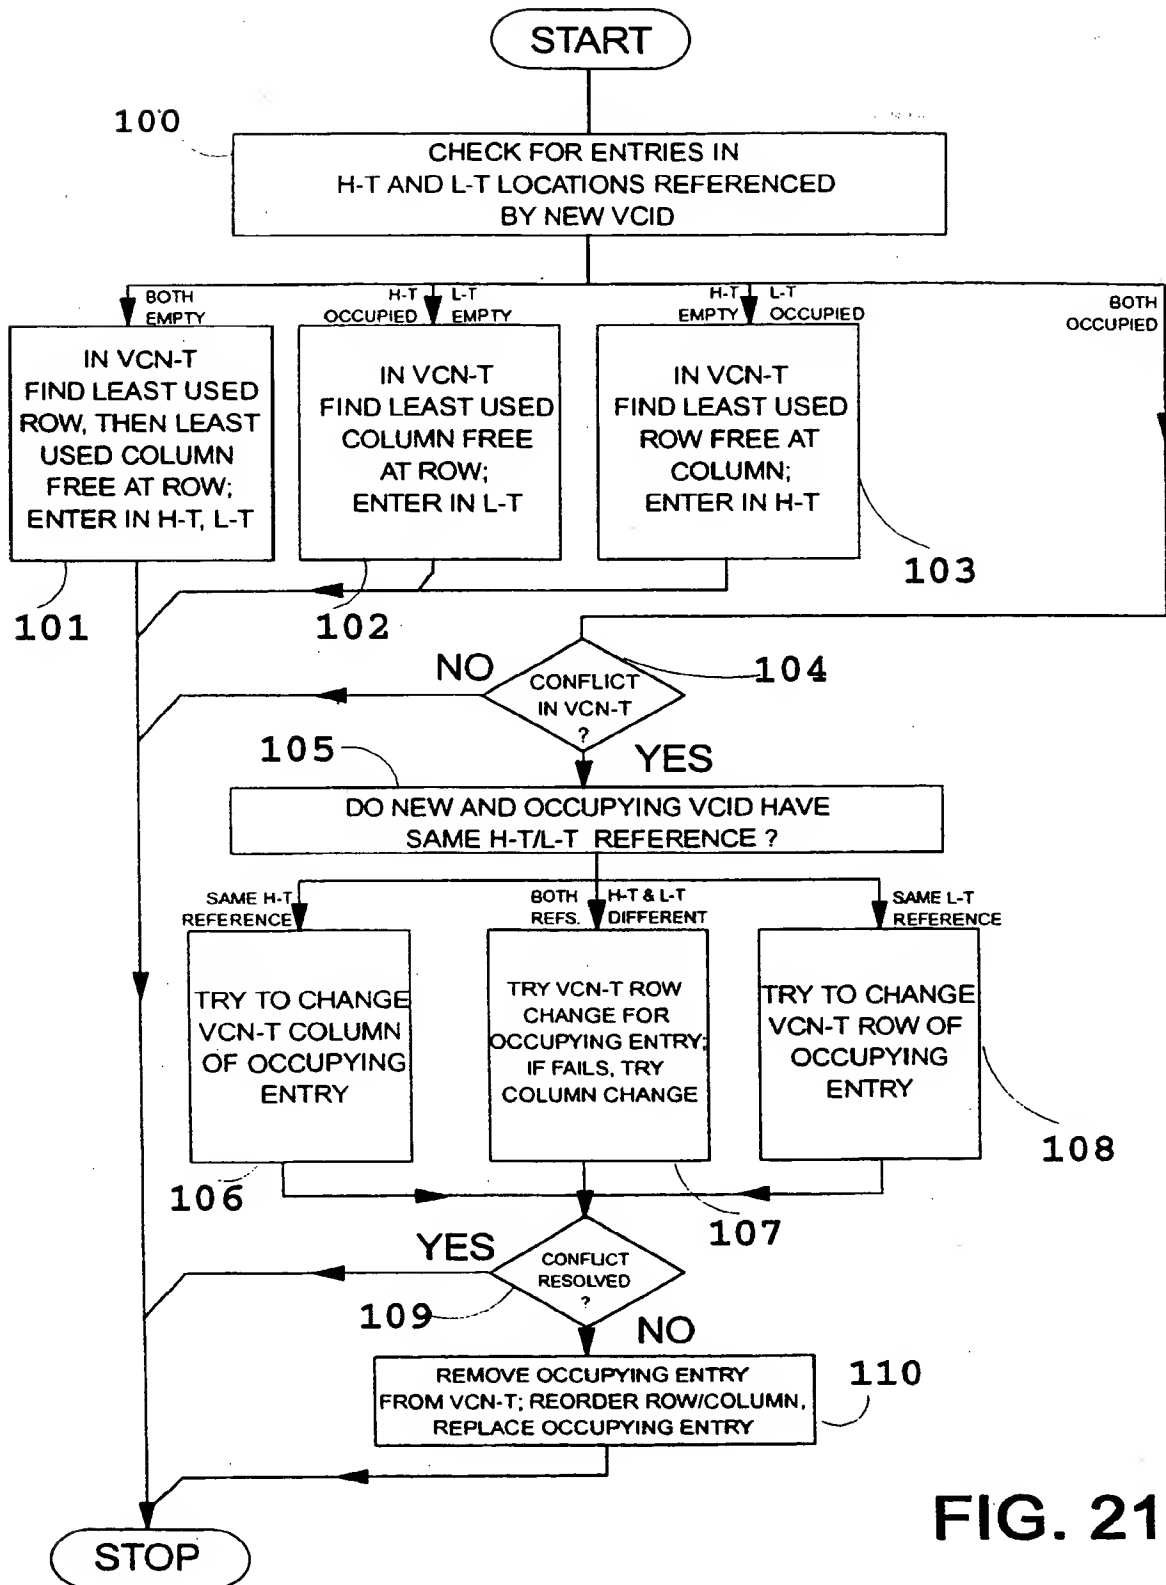 START
100
CHECK FOR ENTRIES IN
H-T AND L-T LOCATIONS REFERENCED
BY NEW VCID
BOTH
EMPTY
H-T
OCCUPIED
L-T
EMPTY
H-T
EMPTY
L-T
OCCUPIED
BOTH
OCCUPIED
IN VCN-T
FIND LEAST USED
ROW, THEN LEAST
USED COLUMN
FREE AT ROW;
ENTER IN H-T, L-T
IN VCN-T
FIND LEAST USED
COLUMN FREE
AT ROW;
ENTER IN L-T
IN VCN-T
FIND LEAST USED
ROW FREE AT
COLUMN;
ENTER IN H-T
101
102
103
NO
CONFLICT
IN VCN-T
?
104
105
YES
DO NEW AND OCCUPYING VCID HAVE
SAME H-T/L-T REFERENCE ?
SAME H-T
REFERENCE
BOTH
REFS.
H-T & L-T
DIFFERENT
SAME L-T
REFERENCE
TRY TO CHANGE
VCN-T COLUMN
OF OCCUPYING
ENTRY
TRY VCN-T ROW
CHANGE FOR
OCCUPYING ENTRY;
IF FAILS, TRY
COLUMN CHANGE
TRY TO CHANGE
VCN-T ROW OF
OCCUPYING
ENTRY
106
107
108
YES
CONFLICT
RESOLVED
?
109
NO
REMOVE OCCUPYING ENTRY
FROM VCN-T; REORDER ROW/COLUMN,
REPLACE OCCUPYING ENTRY
110
STOP
FIG. 21